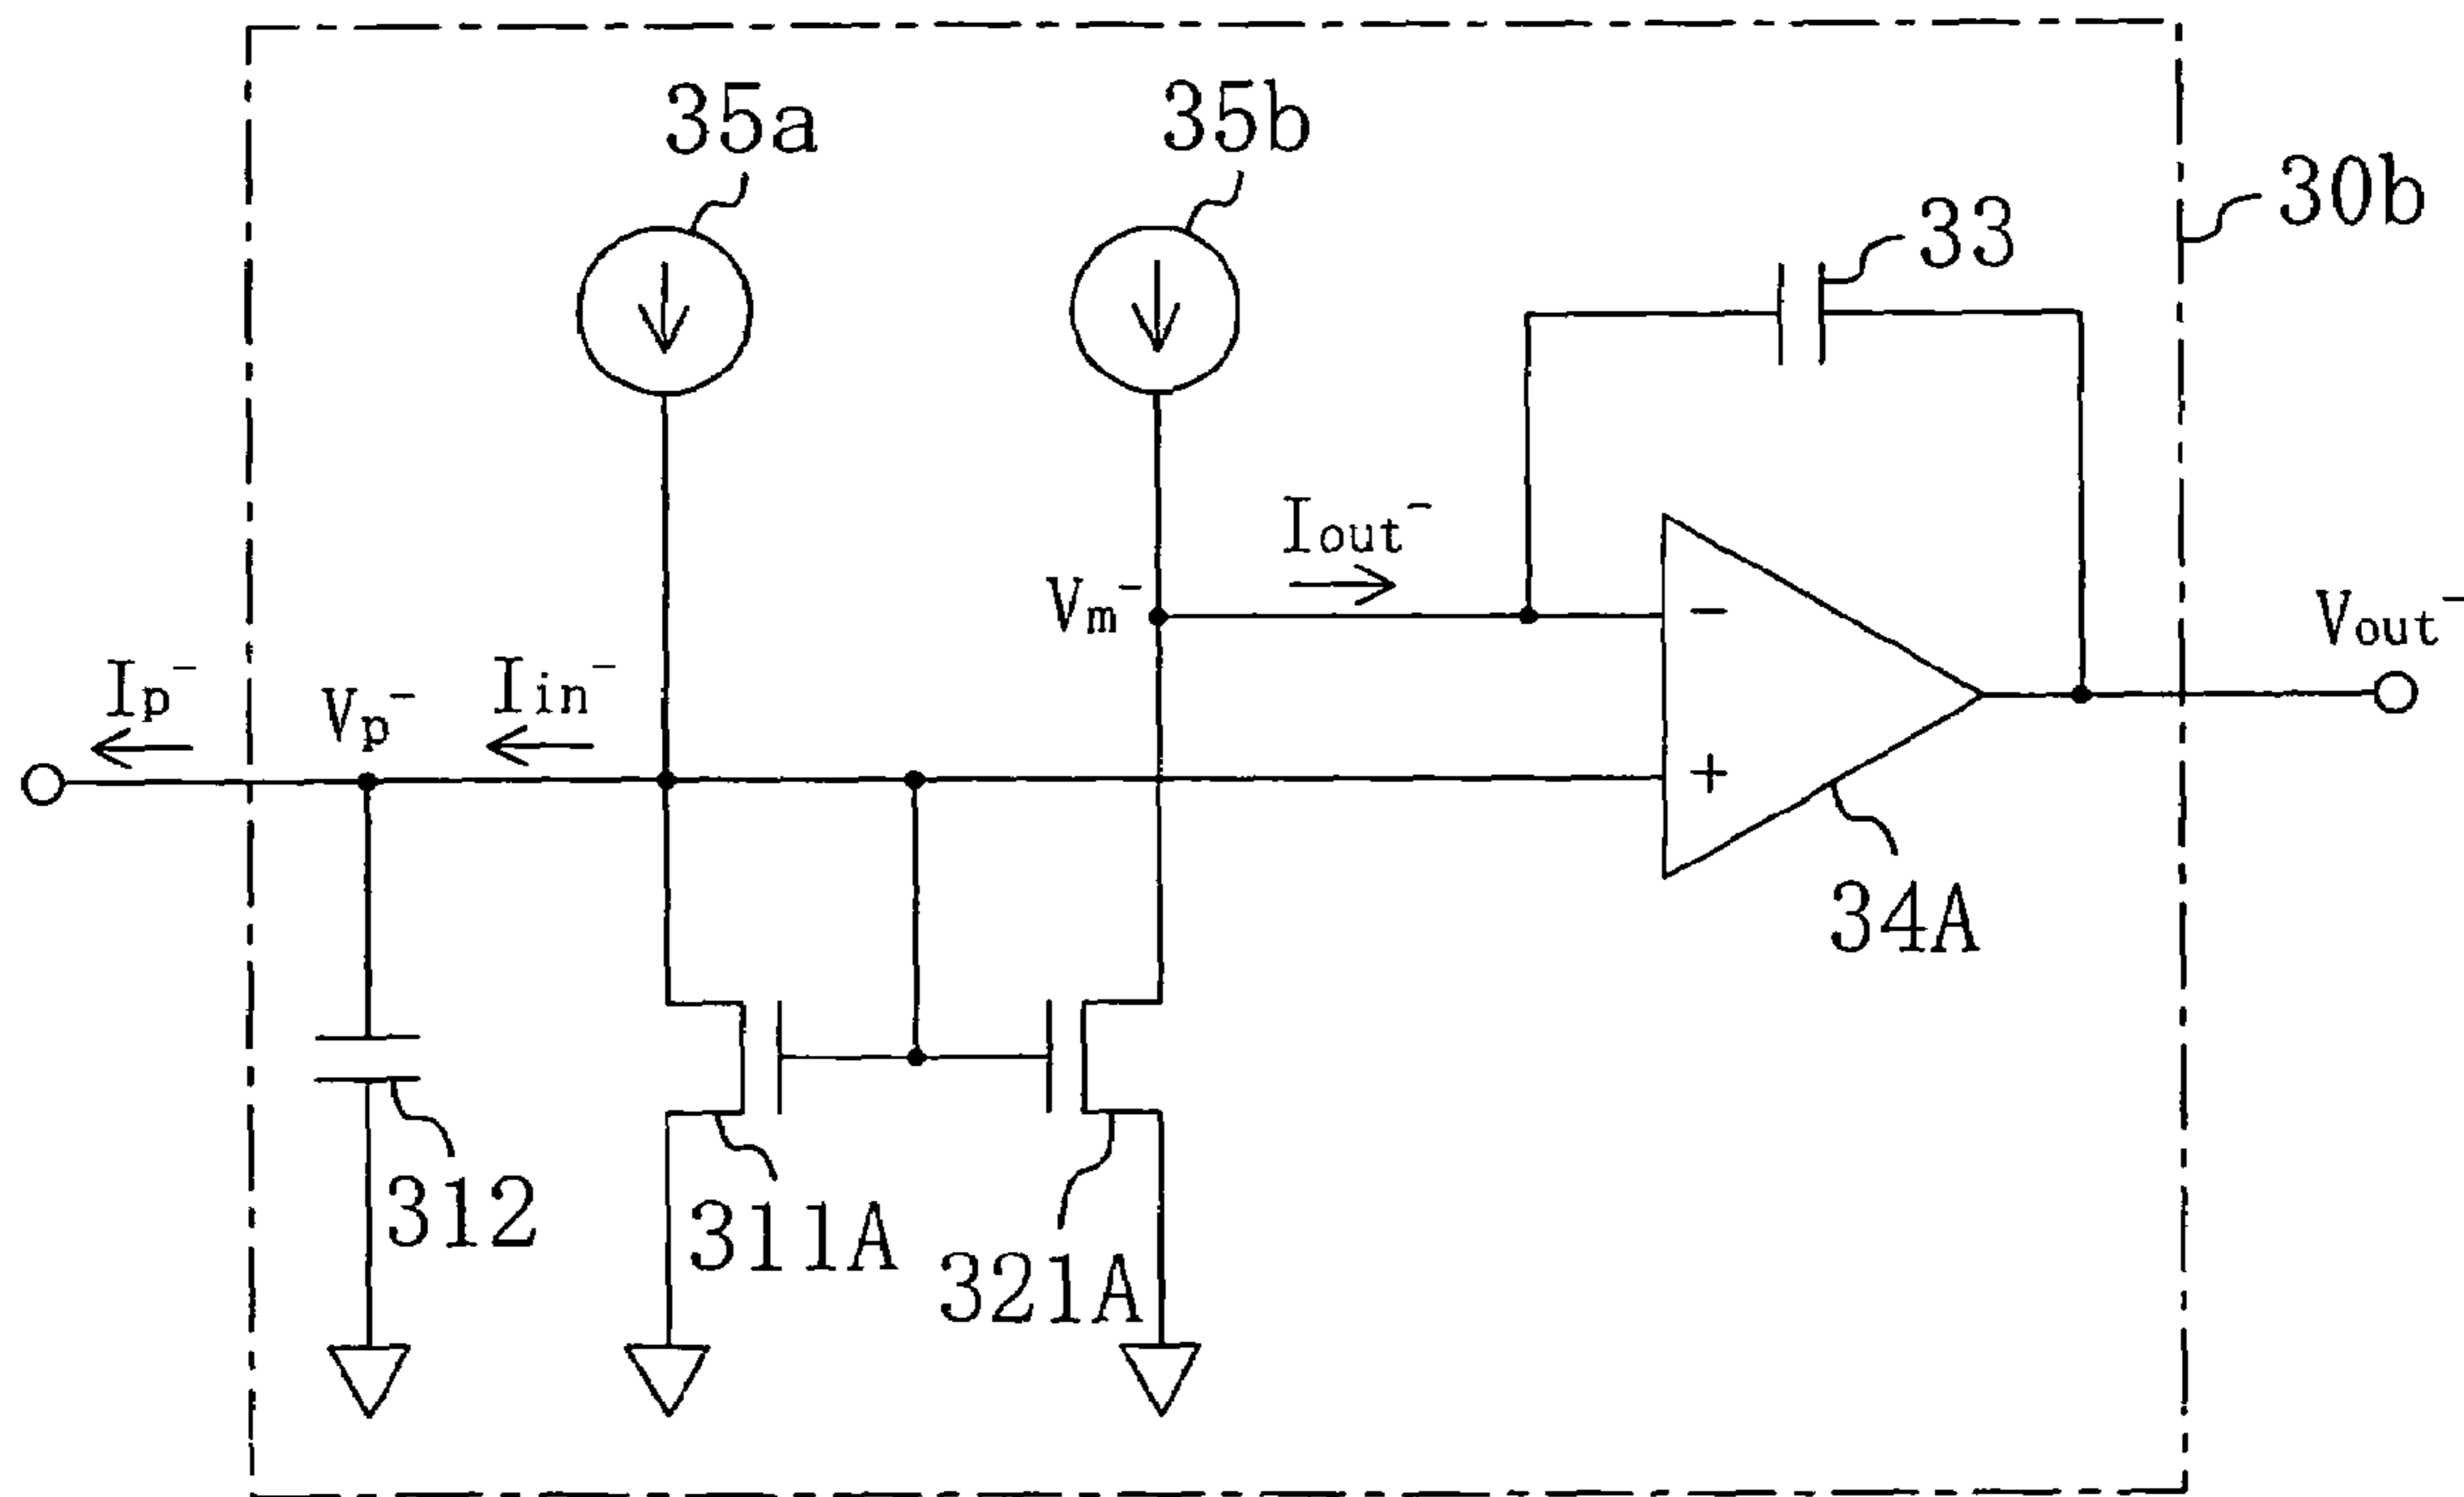 35a
35b
30b
33
Iout⁻
Vm⁻
Vout⁻
Ip⁻
Vp⁻
Iin⁻
−
+
34A
312
311A
321A